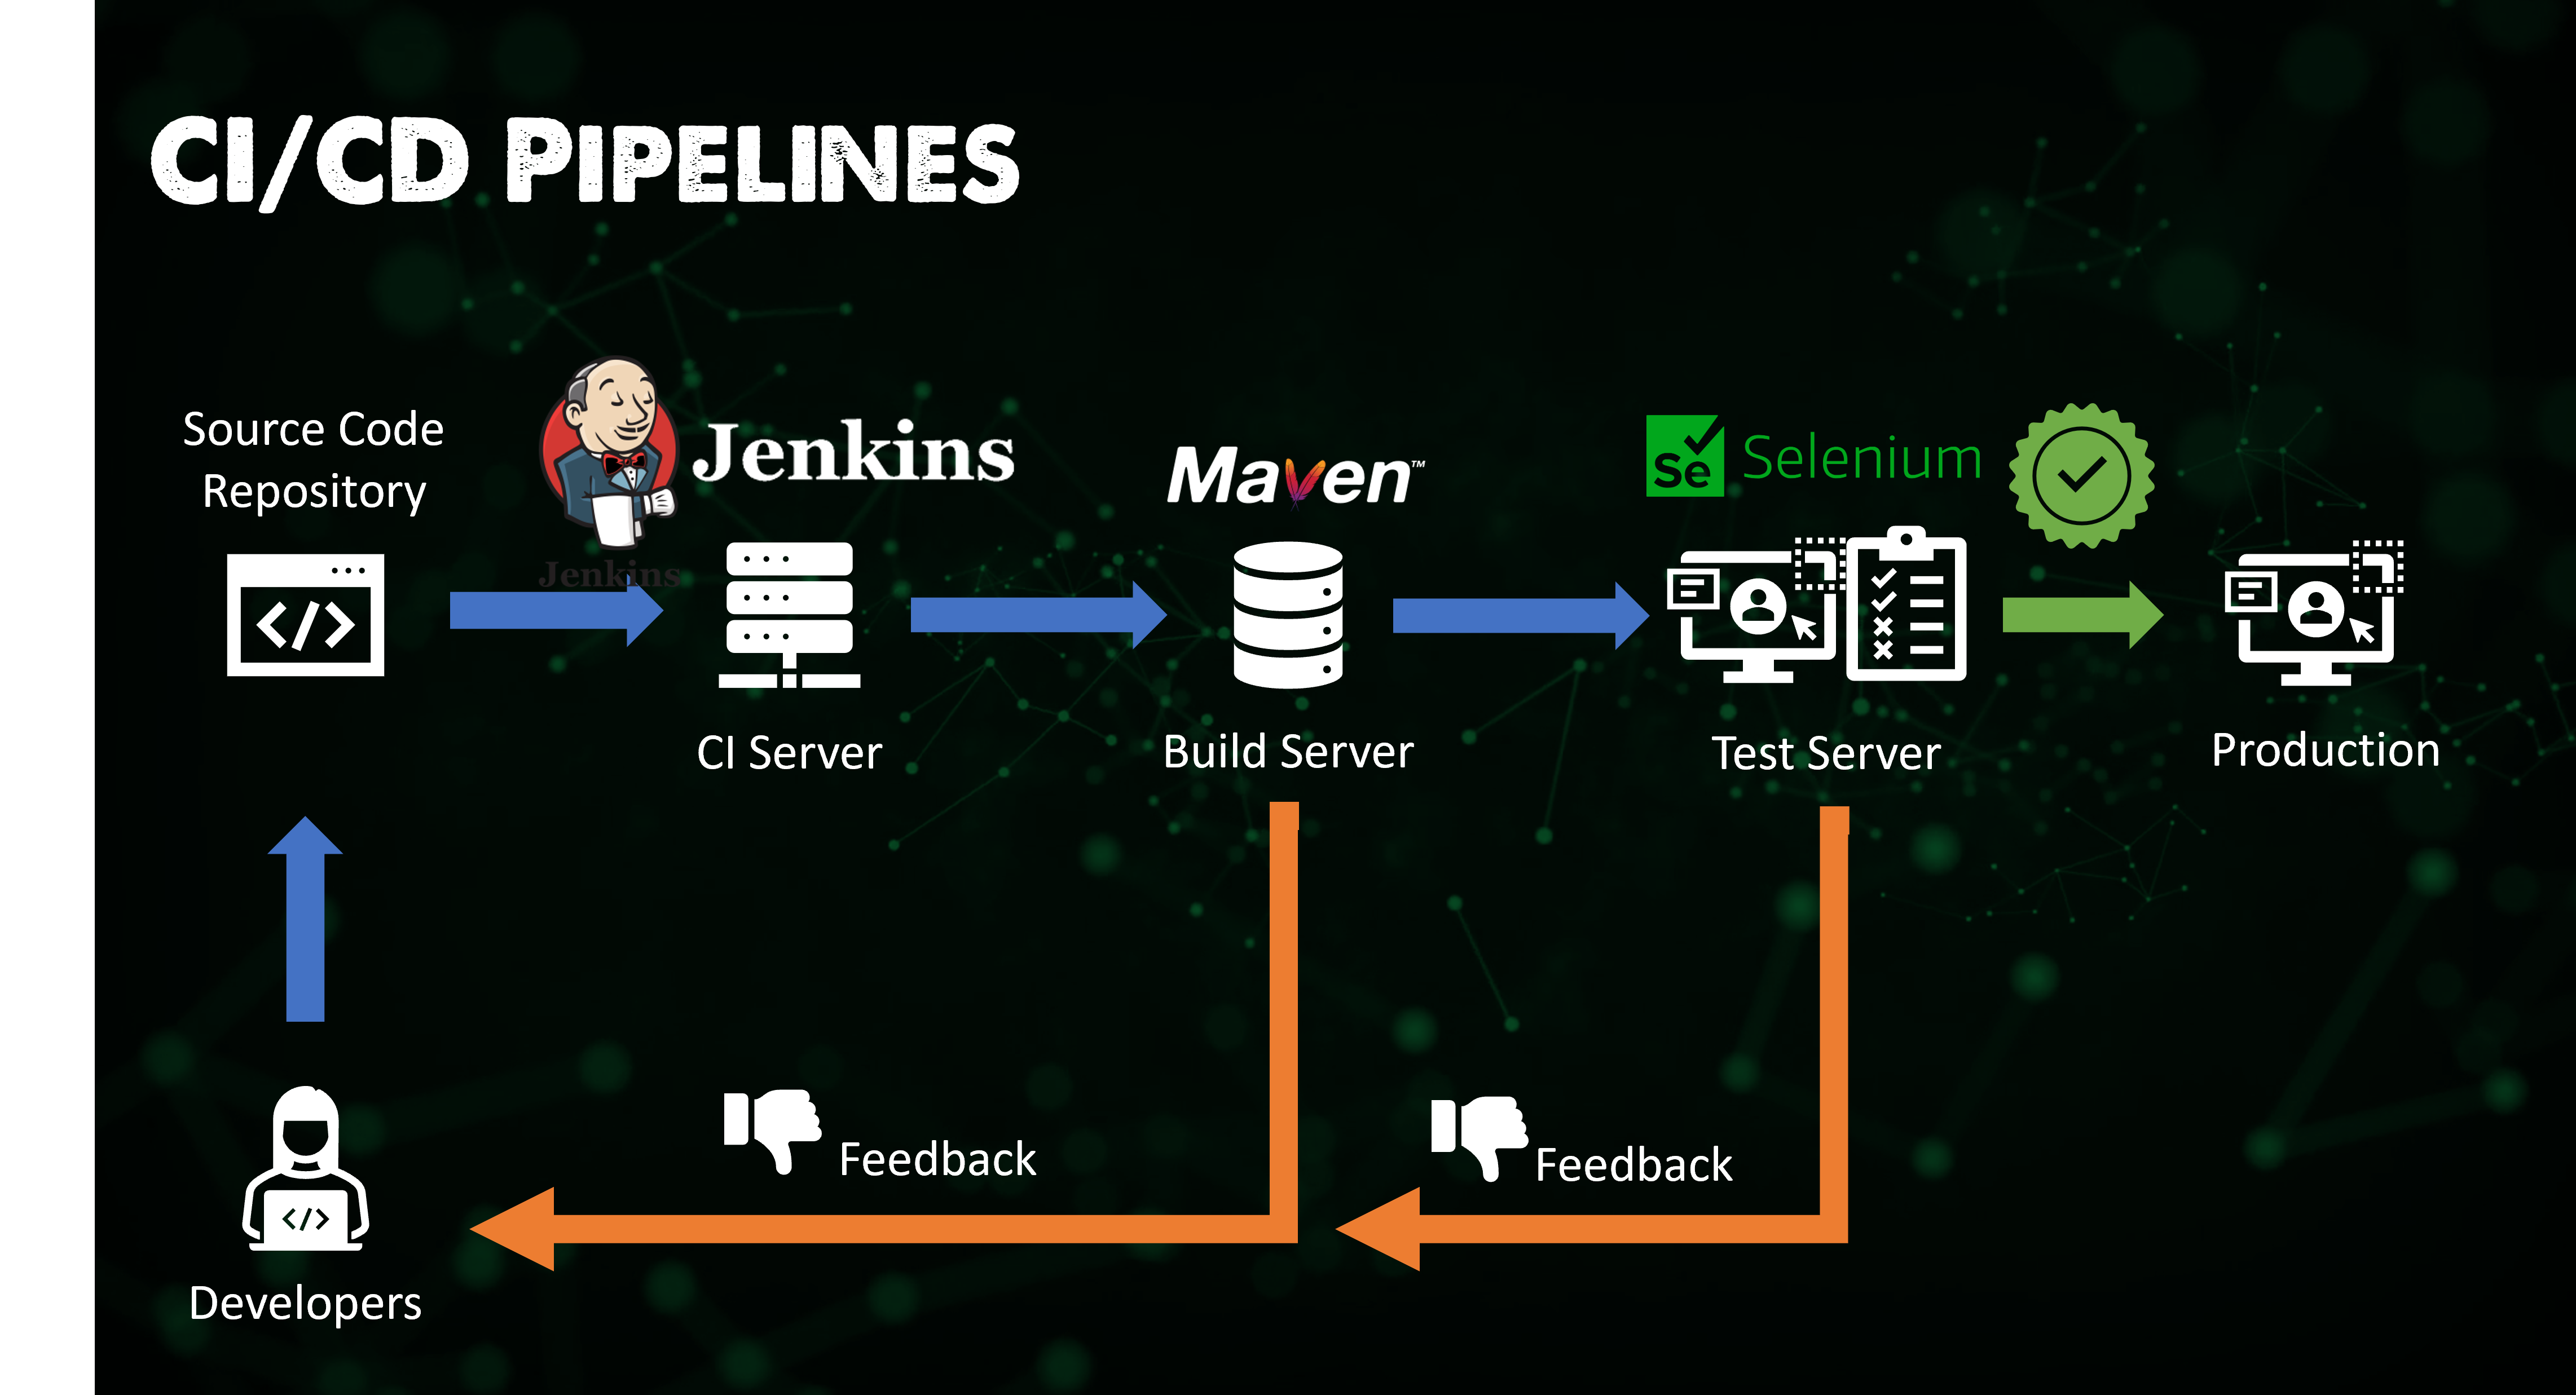 CI/CD PIPELINES
Source Code
Repository
Jenkins
Jenkins
Maven™
Se Selenium
</>
CI Server
Build Server
Test Server
Production
Feedback
Feedback
</>
Developers